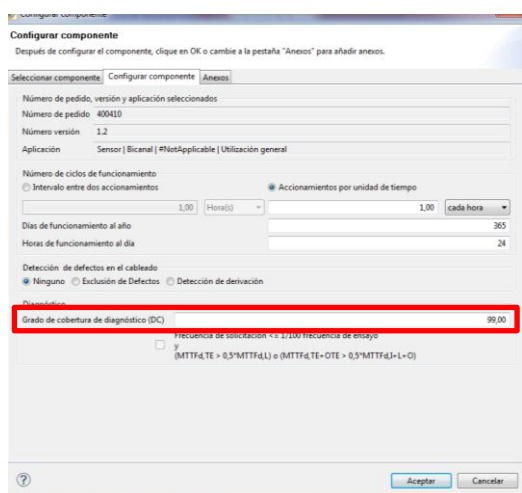 Configurar componente
Configurar componente
Después de configurar el componente, clique en OK o cambie a la pestaña "Anexos" para añadir anexos.
Seleccionar componente Configurar componente Anexos
Número de pedido, versión y aplicación seleccionados
Número de pedido 400410
Número versión 1.2
Aplicación Sensor | Bicanal | #NotApplicable | Utilización general
Número de ciclos de funcionamiento
Intervalo entre dos accionamientos Accionamientos por unidad de tiempo
1,00 Hora(s) 1,00 cada hora
Días de funcionamiento al año 365
Horas de funcionamiento al día 24
Detección de defectos en el cableado
Ninguno Exclusión de Defectos Detección de derivación
Diagnóstico
Grado de cobertura de diagnóstico (DC) 99,00
Frecuencia de solicitación <= 1/100 frecuencia de ensayo
y
(MTTFd,TE > 0,5*MTTFd,L) o (MTTFd,TE+OTE > 0,5*MTTFd,I+L+O)
? Aceptar Cancelar